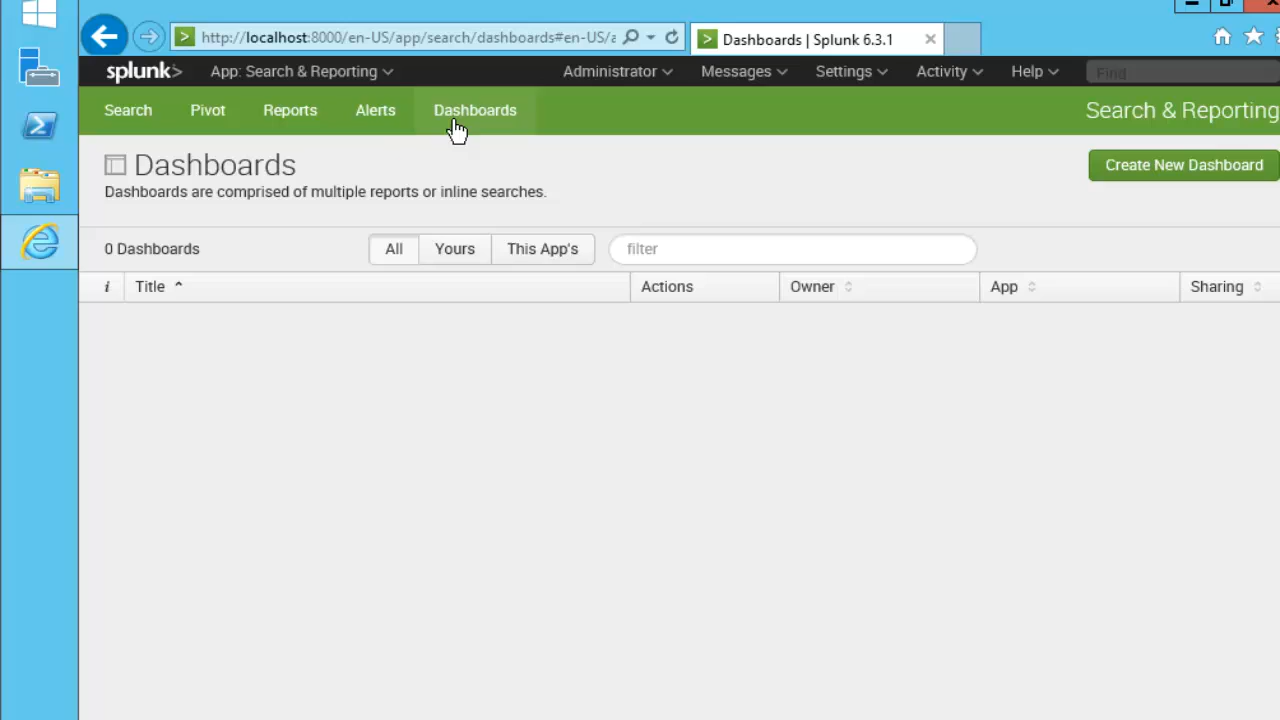 http://localhost:8000/en-US/app/search/dashboards#en-US/a
Dashboards | Splunk 6.3.1
splunk> App: Search & Reporting Administrator Messages Settings Activity Help Find
Search Pivot Reports Alerts Dashboards Search & Reporting
Dashboards Create New Dashboard
Dashboards are comprised of multiple reports or inline searches.
0 Dashboards All Yours This App's filter
i Title Actions Owner App Sharing